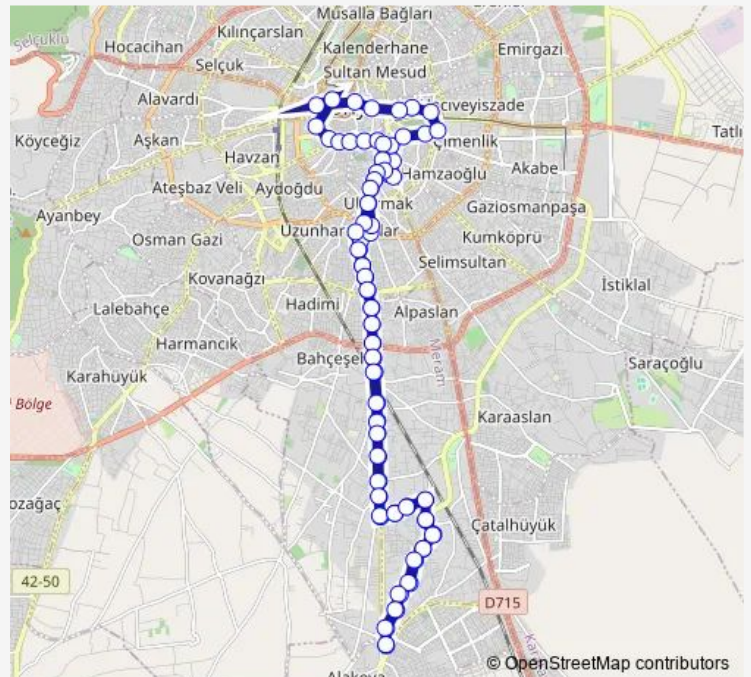 Musalla Bağları
Kılınçarslan
Selçuklu
Hocacihan
Kalenderhane
Emirgazi
Selçuk
Sultan Mesud
Alavardı
Köyceğiz
Aşkan
Çimenlik
Havzan
Akabe
Hamzaoğlu
Ateşbaz Veli
Aydoğdu
Gaziosmanpaşa
Ayanbey
Osman Gazi
Kumköprü
Selimsultan
Kovanağzı
İstiklal
Hadimi
Lalebahçe
Alpaslan
Harmancık
Meram
Bahçeşel
Saraçoğlu
Karahüyük
Bölge
Karaaslan
ozağaç
Çatalhüyük
42-50
D715
© OpenStreetMap contributors